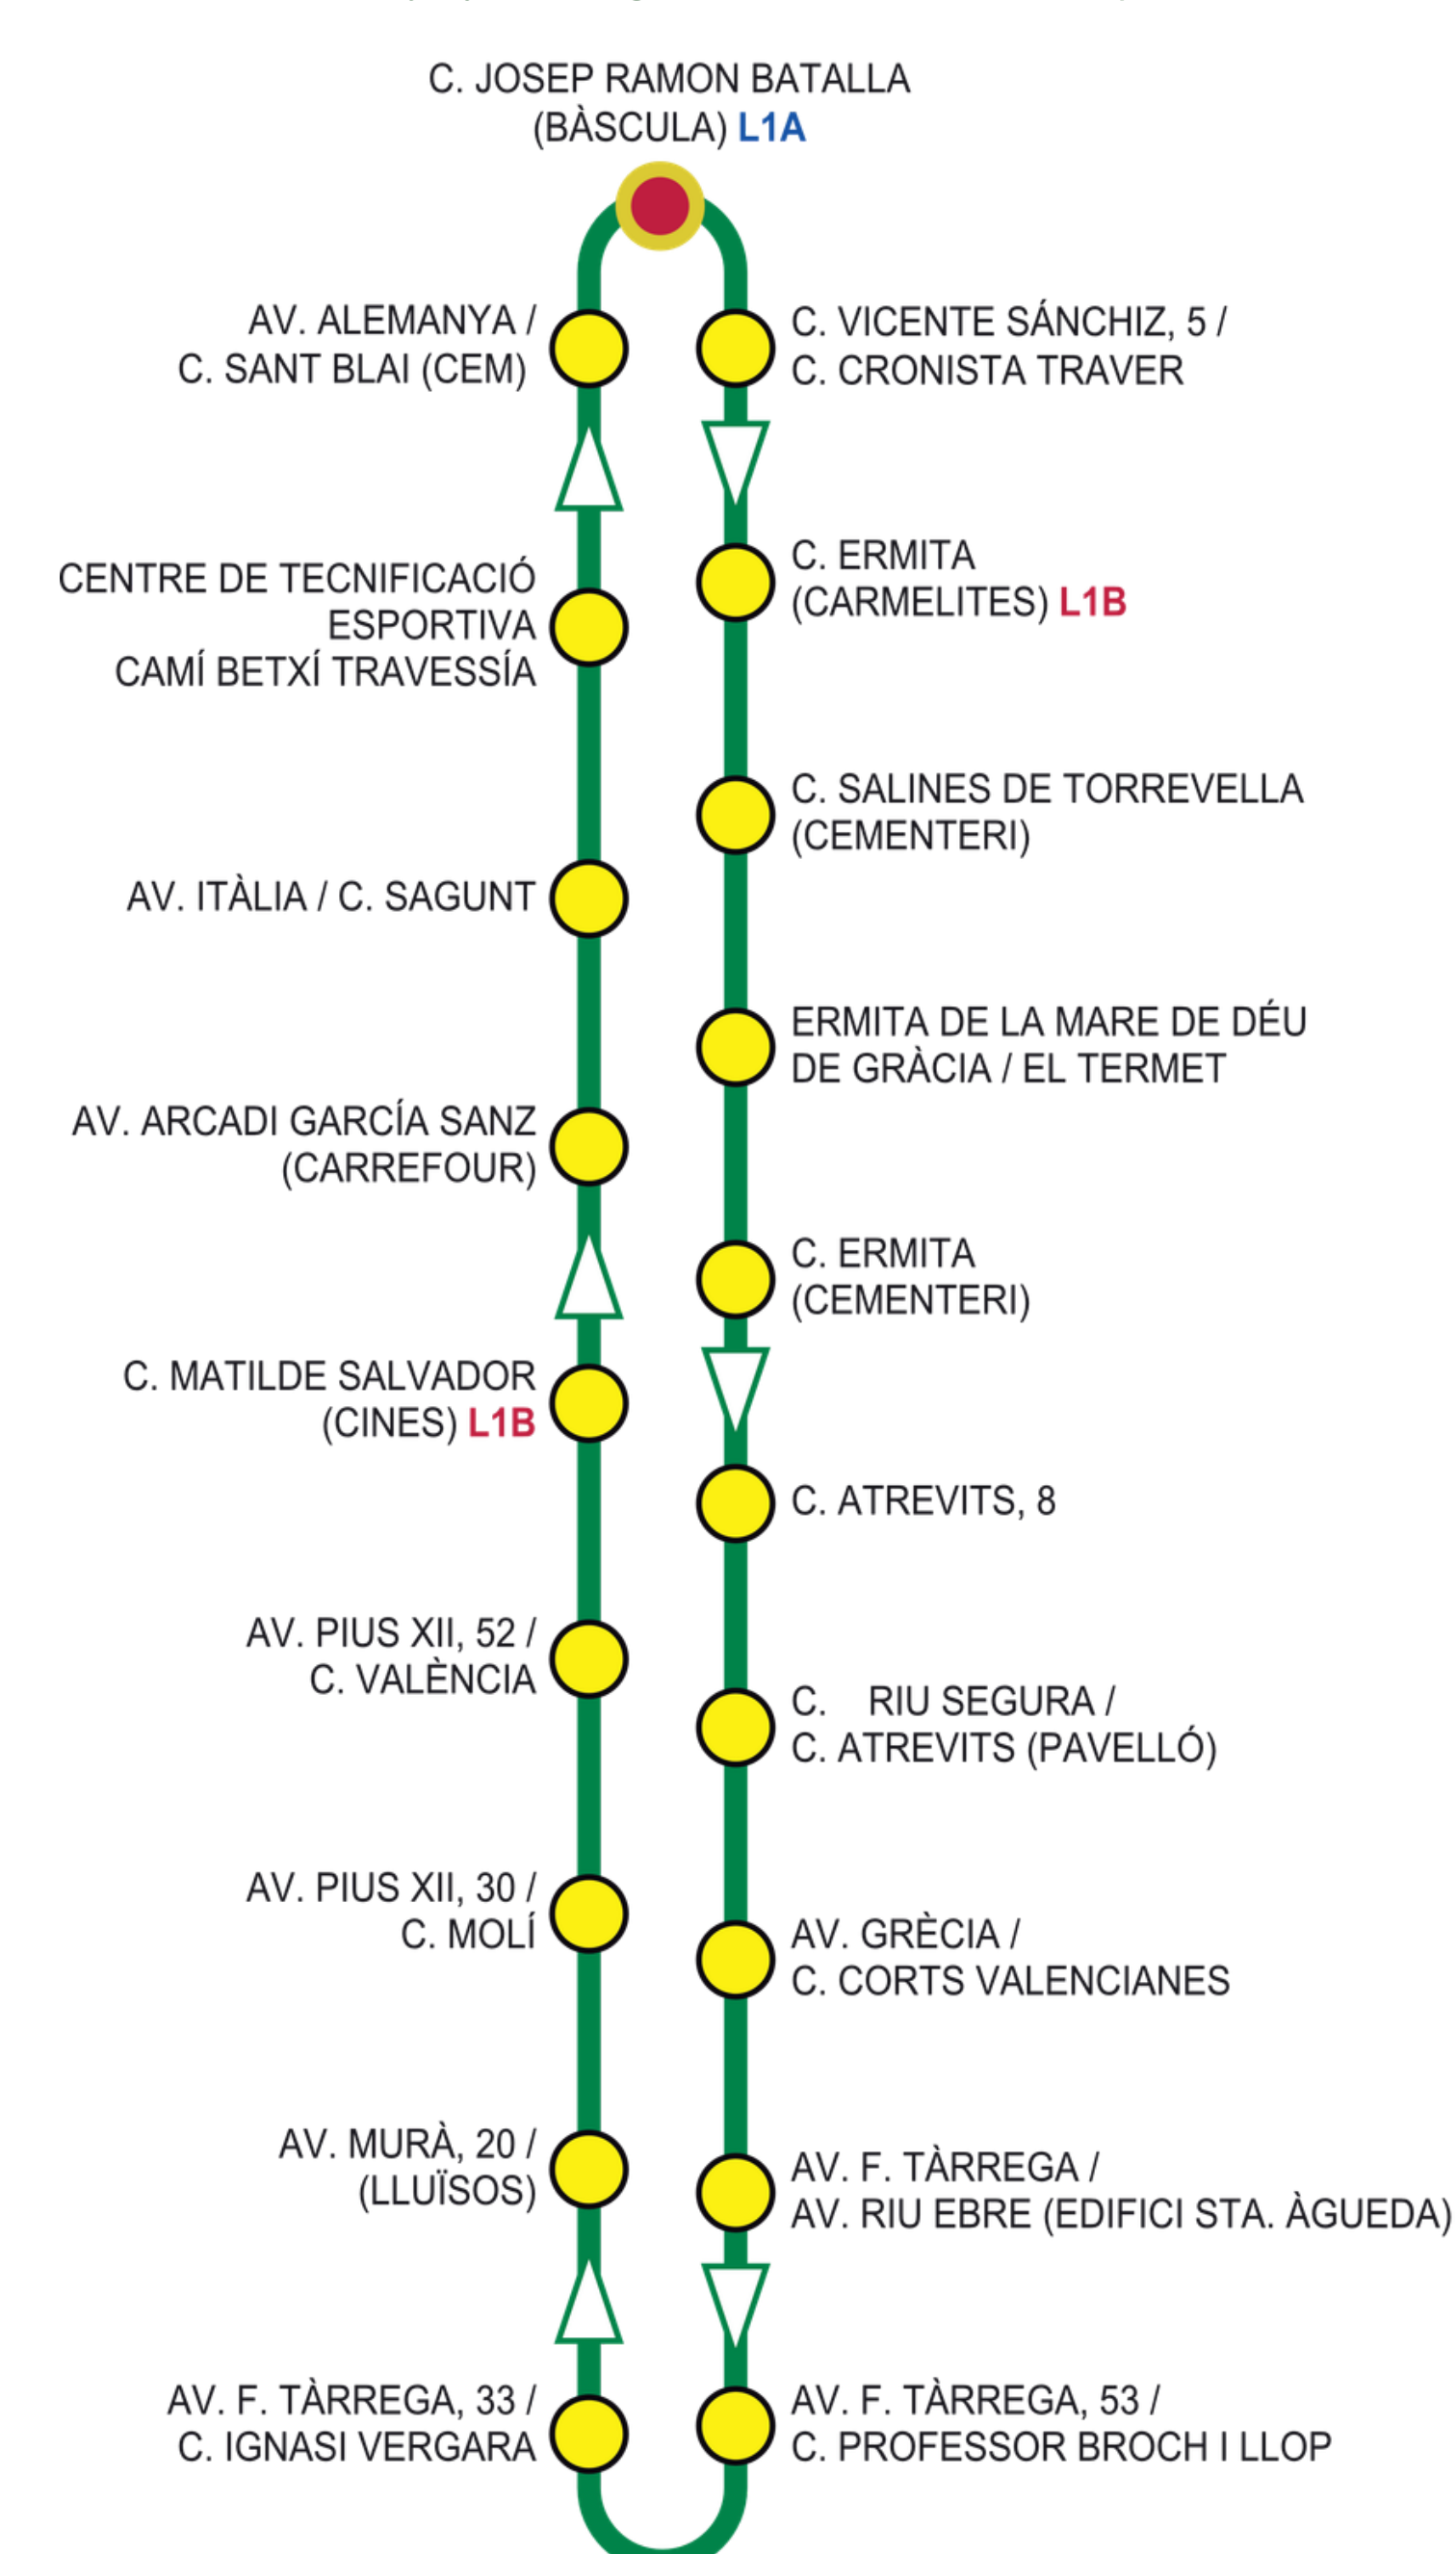 C. JOSEP RAMON BATALLA
(BÀSCULA) L1A
AV. ALEMANYA /
C. SANT BLAI (CEM)
CENTRE DE TECNIFICACIÓ
ESPORTIVA
CAMÍ BETXÍ TRAVESSÍA
AV. ITÀLIA / C. SAGUNT
AV. ARCADI GARCÍA SANZ
(CARREFOUR)
C. MATILDE SALVADOR
(CINES) L1B
AV. PIUS XII, 52 /
C. VALÈNCIA
AV. PIUS XII, 30 /
C. MOLÍ
AV. MURÀ, 20 /
(LLUÏSOS)
AV. F. TÀRREGA, 33 /
C. IGNASI VERGARA
C. VICENTE SÁNCHIZ, 5 /
C. CRONISTA TRAVER
C. ERMITA
(CARMELITES) L1B
C. SALINES DE TORREVELLA
(CEMENTERI)
ERMITA DE LA MARE DE DÉU
DE GRÀCIA / EL TERMET
C. ERMITA
(CEMENTERI)
C. ATREVITS, 8
C. RIU SEGURA /
C. ATREVITS (PAVELLÓ)
AV. GRÈCIA /
C. CORTS VALENCIANES
AV. F. TÀRREGA /
AV. RIU EBRE (EDIFICI STA. ÀGUEDA)
AV. F. TÀRREGA, 53 /
C. PROFESSOR BROCH I LLOP